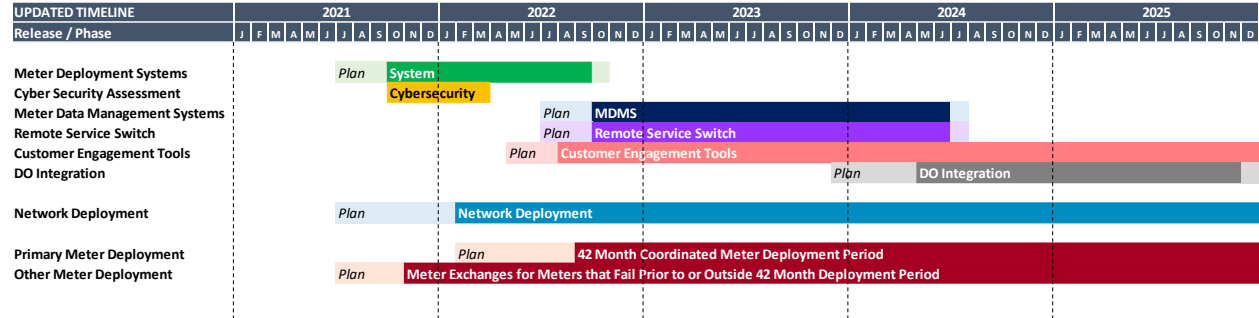 UPDATED TIMELINE 2021 2022 2023 2024 2025
Release / Phase J F M A M J J A S O N D J F M A M J J A S O N D J F M A M J J A S O N D J F M A M J J A S O N D J F M A M J J A S O N D
Meter Deployment Systems Plan System
Cyber Security Assessment Cybersecurity
Meter Data Management Systems Plan MDMS
Remote Service Switch Plan Remote Service Switch
Customer Engagement Tools Plan Customer Engagement Tools
DO Integration Plan DO Integration
Network Deployment Plan Network Deployment
Primary Meter Deployment Plan 42 Month Coordinated Meter Deployment Period
Other Meter Deployment Plan Meter Exchanges for Meters that Fail Prior to or Outside 42 Month Deployment Period